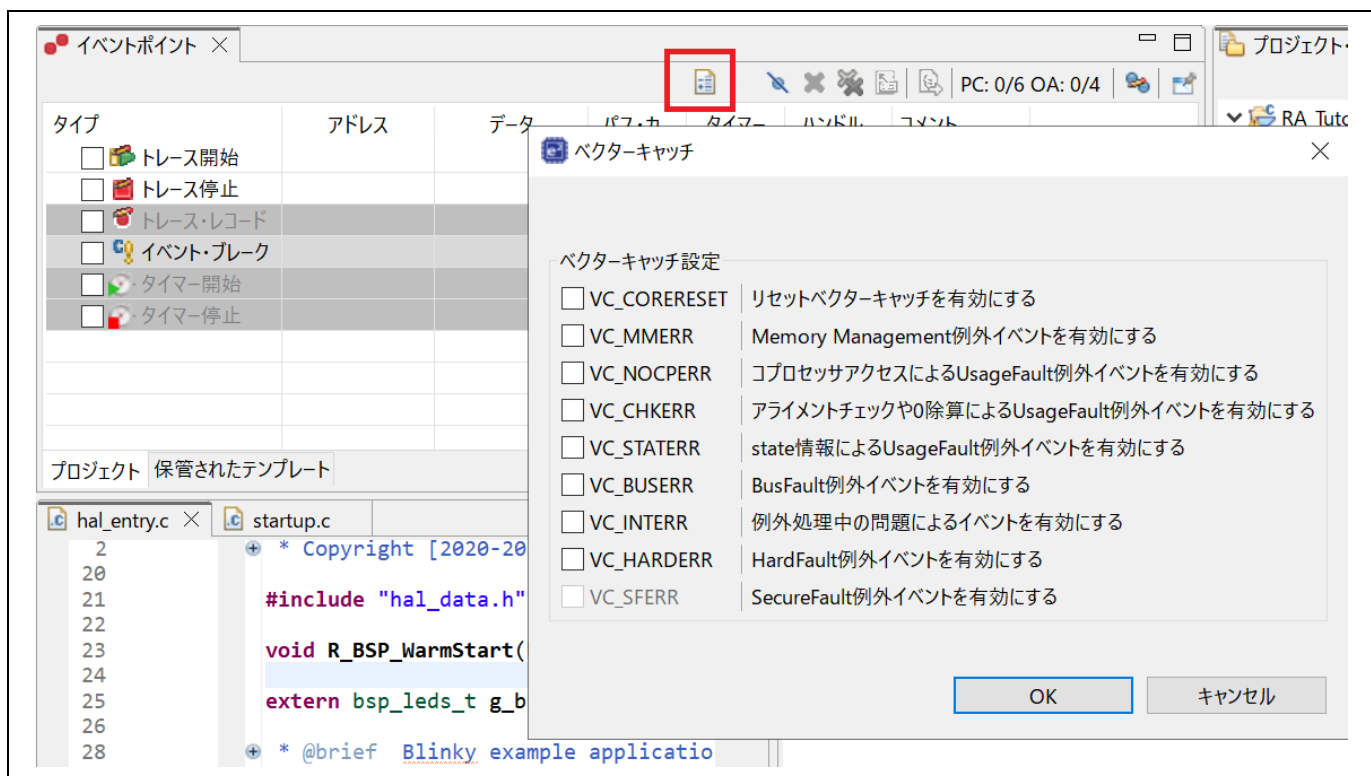 イベントポイント
プロジェクト・
PC: 0/6 OA: 0/4
タイプ アドレス データ パス・カ タイマー ハンドル コメント
RA_Tuto
トレース開始
トレース停止
トレース・レコード
イベント・ブレーク
タイマー開始
タイマー停止
プロジェクト 保管されたテンプレート
ベクターキャッチ
ベクターキャッチ設定
VC_CORERESET リセットベクターキャッチを有効にする
VC_MMERR Memory Management例外イベントを有効にする
VC_NOCPERR コプロセッサアクセスによるUsageFault例外イベントを有効にする
VC_CHKERR アライメントチェックや0除算によるUsageFault例外イベントを有効にする
VC_STATERR state情報によるUsageFault例外イベントを有効にする
VC_BUSERR BusFault例外イベントを有効にする
VC_INTERR 例外処理中の問題によるイベントを有効にする
VC_HARDERR HardFault例外イベントを有効にする
VC_SFERR SecureFault例外イベントを有効にする
OK キャンセル
hal_entry.c startup.c
2 * Copyright [2020-20
20
21 #include "hal_data.h"
22
23 void R_BSP_WarmStart(
24
25 extern bsp_leds_t g_b
26
28 * @brief Blinky example applicatio